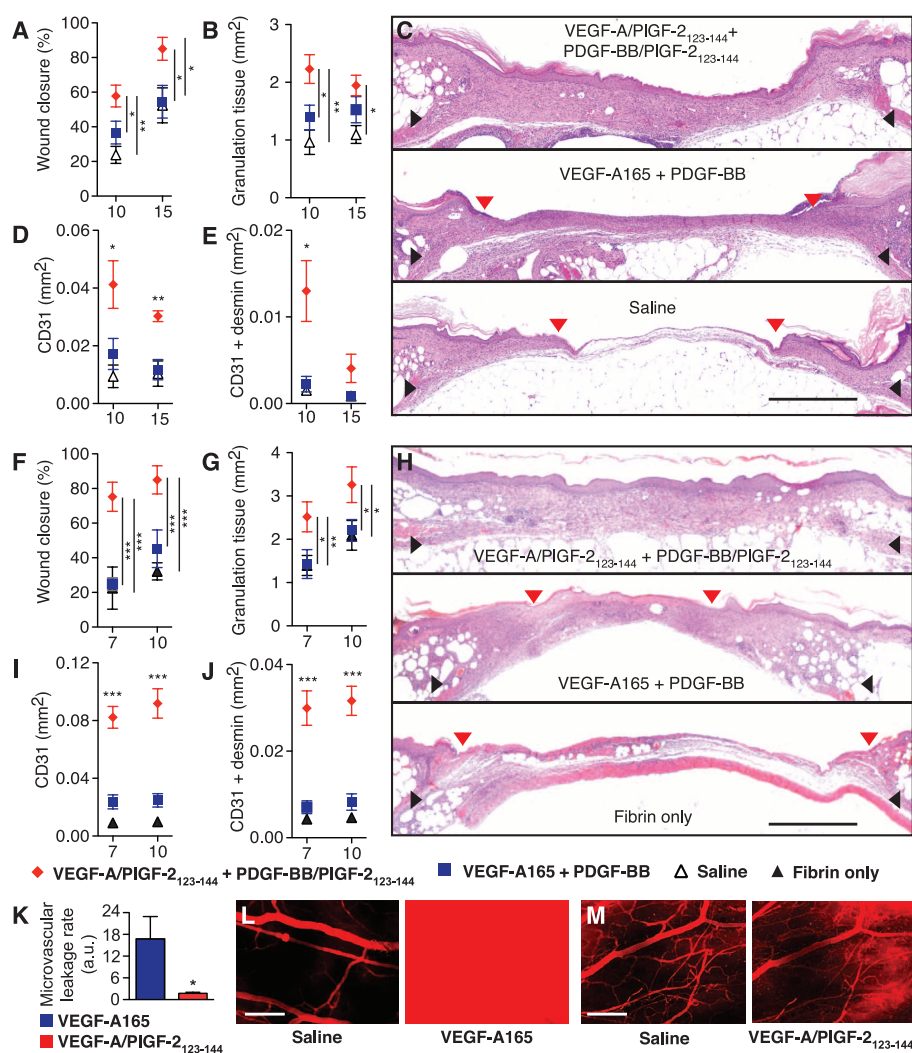 A
Wound closure (%)
100
80
60
40
20
0
10
15
*
**
*
*
B
Granulation tissue (mm²)
3
2
1
0
10
15
*
**
*
C
VEGF-A/PlGF-2123-144+
PDGF-BB/PlGF-2123-144
VEGF-A165 + PDGF-BB
Saline
D
CD31 (mm²)
0.06
0.04
0.02
0.00
10
15
*
**
E
CD31 + desmin (mm²)
0.02
0.01
0.00
10
15
*
F
Wound closure (%)
100
80
60
40
20
0
7
10
***
***
***
***
G
Granulation tissue (mm²)
4
3
2
1
0
7
10
*
**
*
*
H
VEGF-A/PlGF-2123-144 + PDGF-BB/PlGF-2123-144
VEGF-A165 + PDGF-BB
Fibrin only
I
CD31 (mm²)
0.12
0.08
0.04
0.00
7
10
***
***
J
CD31 + desmin (mm²)
0.04
0.02
0.00
7
10
***
***
VEGF-A/PlGF-2123-144 + PDGF-BB/PlGF-2123-144
VEGF-A165 + PDGF-BB
Saline
Fibrin only
K
Microvascular
leakage rate
(a.u.)
24
18
12
6
0
*
VEGF-A165
VEGF-A/PlGF-2123-144
L
Saline
VEGF-A165
M
Saline
VEGF-A/PlGF-2123-144